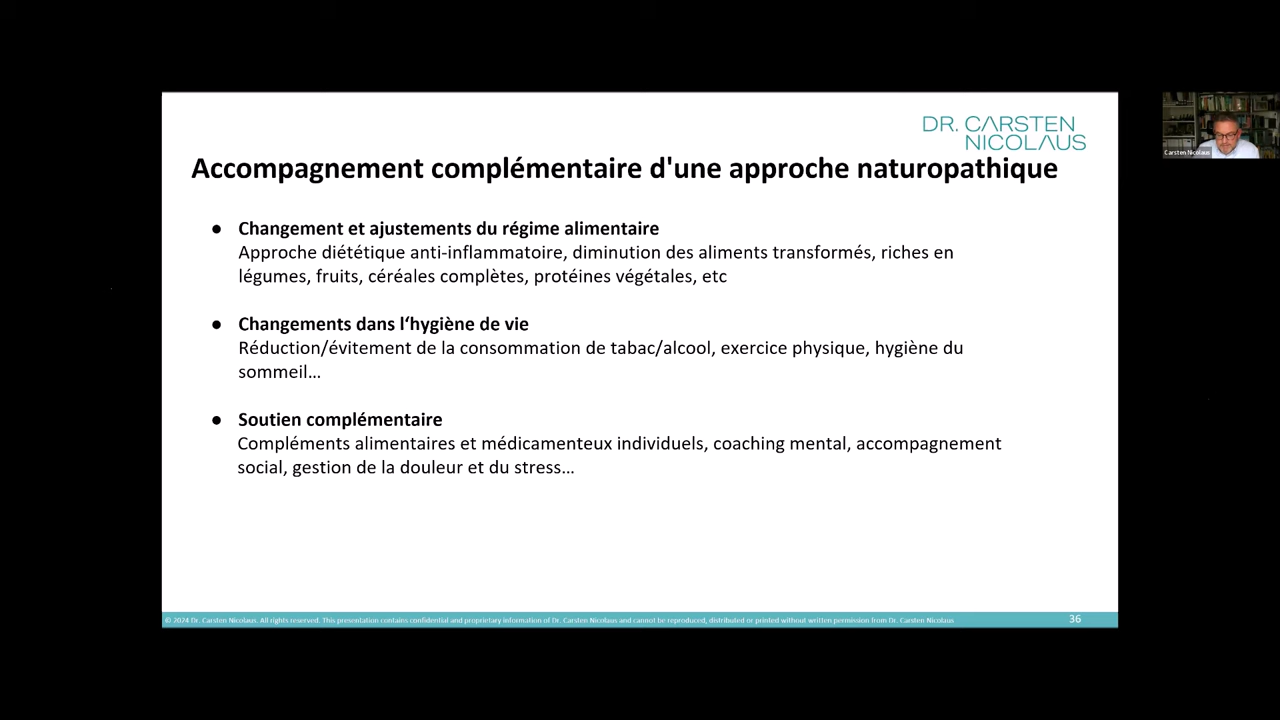 DR. CARSTEN
NICOLAUS
Accompagnement complémentaire d'une approche naturopathique
● Changement et ajustements du régime alimentaire
Approche diététique anti-inflammatoire, diminution des aliments transformés, riches en
légumes, fruits, céréales complètes, protéines végétales, etc
● Changements dans l‘hygiène de vie
Réduction/évitement de la consommation de tabac/alcool, exercice physique, hygiène du
sommeil…
● Soutien complémentaire
Compléments alimentaires et médicamenteux individuels, coaching mental, accompagnement
social, gestion de la douleur et du stress…
© 2024 Dr. Carsten Nicolaus. All rights reserved. This presentation contains confidential and proprietary information of Dr. Carsten Nicolaus and cannot be reproduced, distributed or printed without written permission from Dr. Carsten Nicolaus
36
Carsten Nicolaus